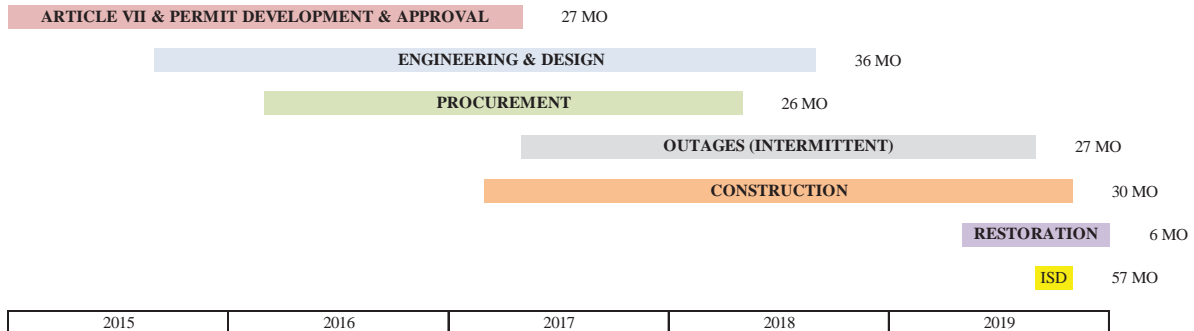 ARTICLE VII & PERMIT DEVELOPMENT & APPROVAL 27 MO
ENGINEERING & DESIGN 36 MO
PROCUREMENT 26 MO
OUTAGES (INTERMITTENT) 27 MO
CONSTRUCTION 30 MO
RESTORATION 6 MO
ISD 57 MO
2015 2016 2017 2018 2019